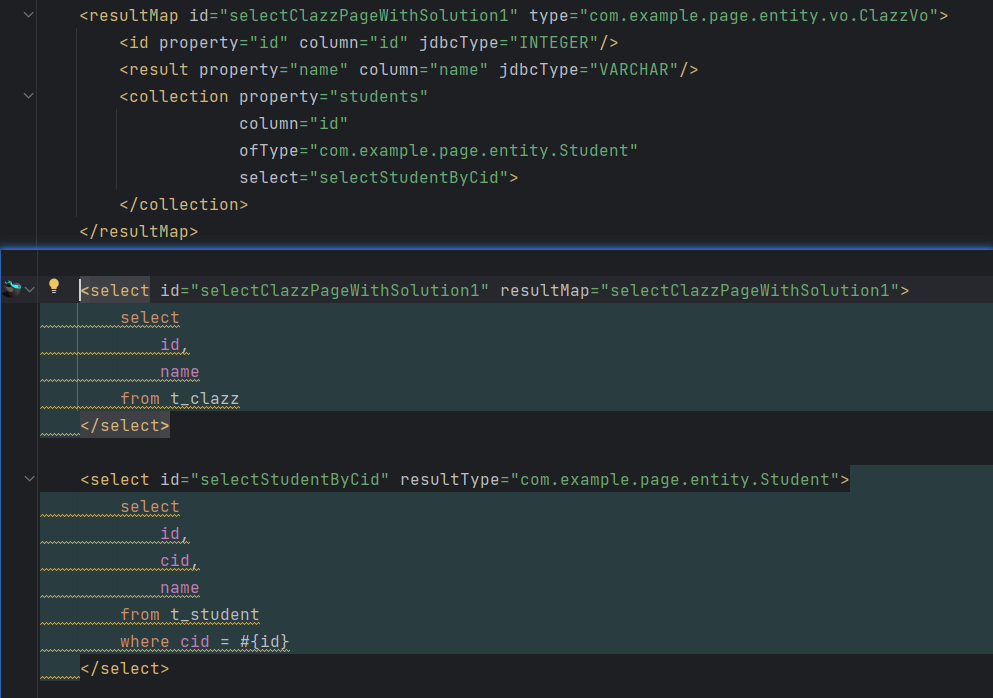 <resultMap id="selectClazzPageWithSolution1" type="com.example.page.entity.vo.ClazzVo">
    <id property="id" column="id" jdbcType="INTEGER"/>
    <result property="name" column="name" jdbcType="VARCHAR"/>
    <collection property="students"
                column="id"
                ofType="com.example.page.entity.Student"
                select="selectStudentByCid">
    </collection>
</resultMap>
<select id="selectClazzPageWithSolution1" resultMap="selectClazzPageWithSolution1">
    select
        id,
        name
    from t_clazz
</select>
<select id="selectStudentByCid" resultType="com.example.page.entity.Student">
    select
        id,
        cid,
        name
    from t_student
    where cid = #{id}
</select>